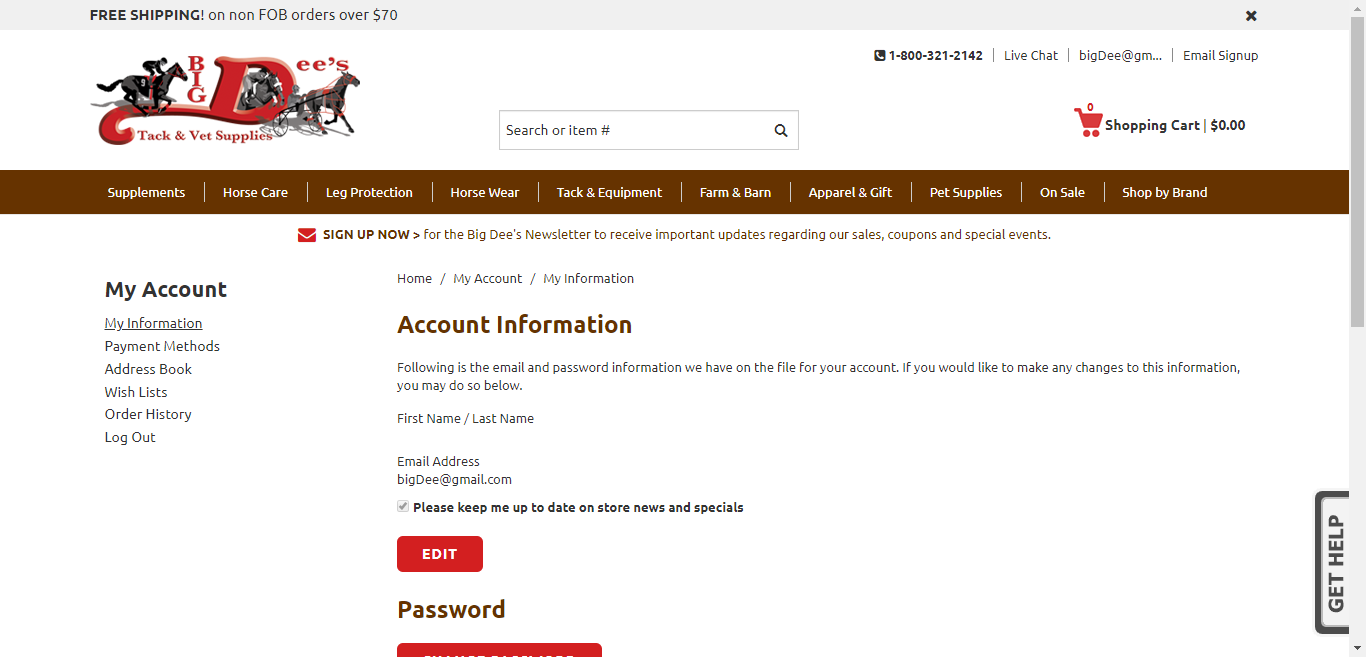 FREE SHIPPING! on non FOB orders over $70
1-800-321-2142
Live Chat
bigDee@gm...
Email Signup
BIG Dee's
Tack & Vet Supplies
Search or item #
0
Shopping Cart | $0.00
Supplements
Horse Care
Leg Protection
Horse Wear
Tack & Equipment
Farm & Barn
Apparel & Gift
Pet Supplies
On Sale
Shop by Brand
SIGN UP NOW > for the Big Dee's Newsletter to receive important updates regarding our sales, coupons and special events.
My Account
My Information
Payment Methods
Address Book
Wish Lists
Order History
Log Out
Home / My Account / My Information
Account Information
Following is the email and password information we have on the file for your account. If you would like to make any changes to this information,
you may do so below.
First Name / Last Name
Email Address
bigDee@gmail.com
Please keep me up to date on store news and specials
EDIT
Password
GET HELP